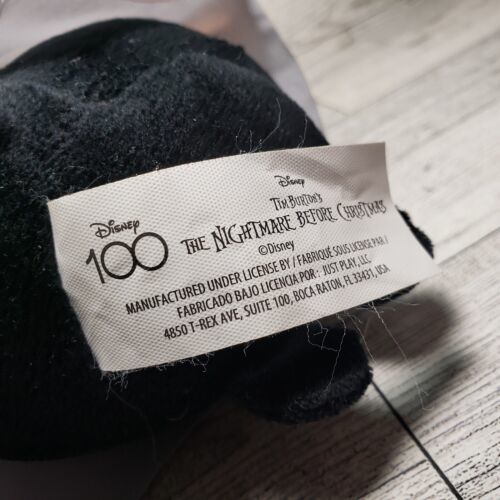 Disney
100
Disney
TIM BURTON'S
THE NIGHTMARE BEFORE CHRISTMAS
©Disney
MANUFACTURED UNDER LICENSE BY / FABRIQUÉ SOUS LICENCE PAR /
FABRICADO BAJO LICENCIA POR: JUST PLAY, LLC.
4850 T-REX AVE, SUITE 100, BOCA RATON, FL 33431, USA